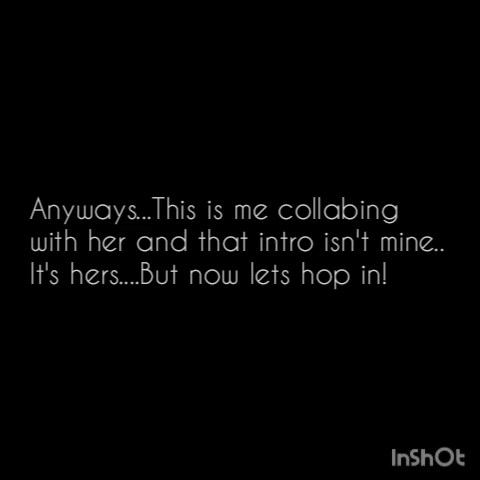 Anyways...This is me collabing
with her and that intro isn't mine..
It's hers....But now lets hop in!
InShOt